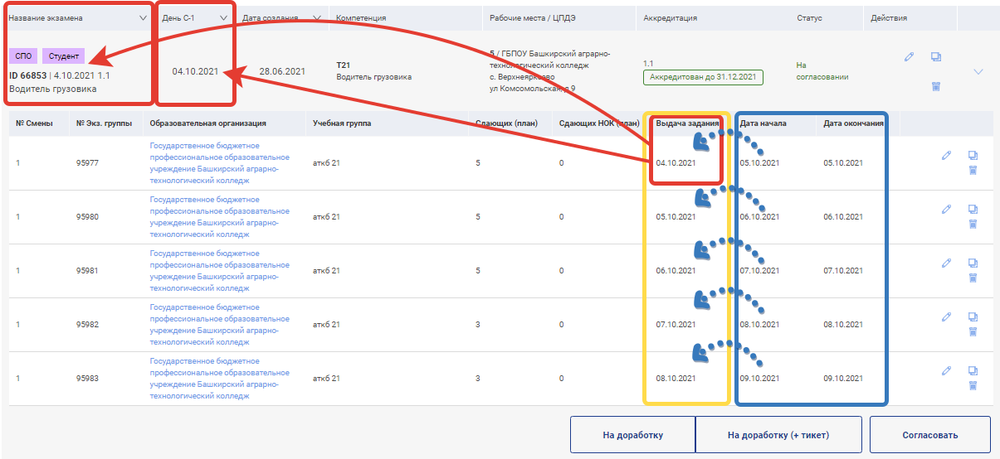 Название экзамена День C-1 Дата создания Компетенция Рабочие места / ЦПДЭ Аккредитация Статус Действия
СПО Студент
ID 66853 | 4.10.2021 1.1
Водитель грузовика
04.10.2021
28.06.2021
T21
Водитель грузовика
5 / ГБПОУ Башкирский аграрно-
технологический колледж
с. Верхнеяркеево
ул Комсомольская, д 9
1.1
Аккредитован до 31.12.2021
На
согласовании
№ Смены № Экз. группы Образовательная организация Учебная группа Сдающих (план) Сдающих НОК (план) Выдача задания Дата начала Дата окончания
1 95977
Государственное бюджетное
профессиональное образовательное
учреждение Башкирский аграрно-
технологический колледж
аткб 21 5 0 04.10.2021 05.10.2021 05.10.2021
1 95980
Государственное бюджетное
профессиональное образовательное
учреждение Башкирский аграрно-
технологический колледж
аткб 21 5 0 05.10.2021 06.10.2021 06.10.2021
1 95981
Государственное бюджетное
профессиональное образовательное
учреждение Башкирский аграрно-
технологический колледж
аткб 21 5 0 06.10.2021 07.10.2021 07.10.2021
1 95982
Государственное бюджетное
профессиональное образовательное
учреждение Башкирский аграрно-
технологический колледж
аткб 21 3 0 07.10.2021 08.10.2021 08.10.2021
1 95983
Государственное бюджетное
профессиональное образовательное
учреждение Башкирский аграрно-
технологический колледж
аткб 21 3 0 08.10.2021 09.10.2021 09.10.2021
На доработку На доработку (+ тикет) Согласовать